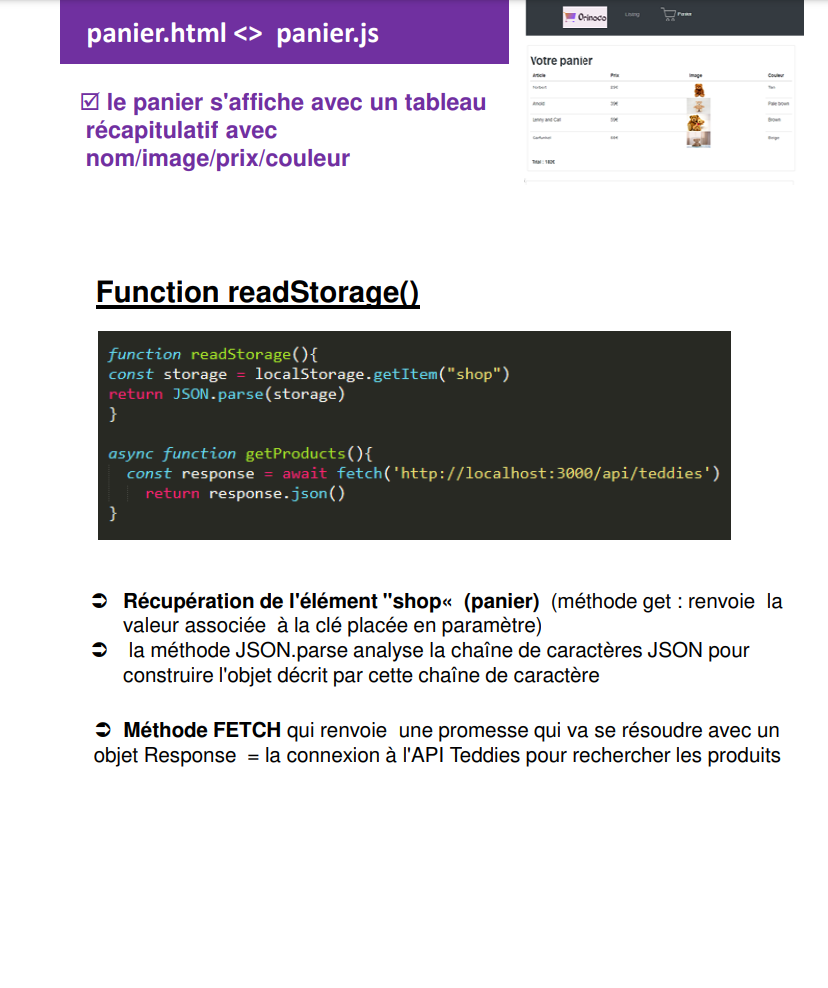 panier.html <> panier.js
☑ le panier s'affiche avec un tableau
récapitulatif avec
nom/image/prix/couleur
Orinoco
Living
Panier
Votre panier
Article Prix Image Couleur
Norbert 29€ Tan
Arnold 39€ Pale brown
Lenny and Carl 59€ Brown
Beige
Total : 182€
Function readStorage()
function readStorage(){
const storage = localStorage.getItem("shop")
return JSON.parse(storage)
}
async function getProducts(){
const response = await fetch('http://localhost:3000/api/teddies')
return response.json()
}
➲ Récupération de l'élément "shop« (panier) (méthode get : renvoie la
valeur associée à la clé placée en paramètre)
➲ la méthode JSON.parse analyse la chaîne de caractères JSON pour
construire l'objet décrit par cette chaîne de caractère
➲ Méthode FETCH qui renvoie une promesse qui va se résoudre avec un
objet Response = la connexion à l'API Teddies pour rechercher les produits